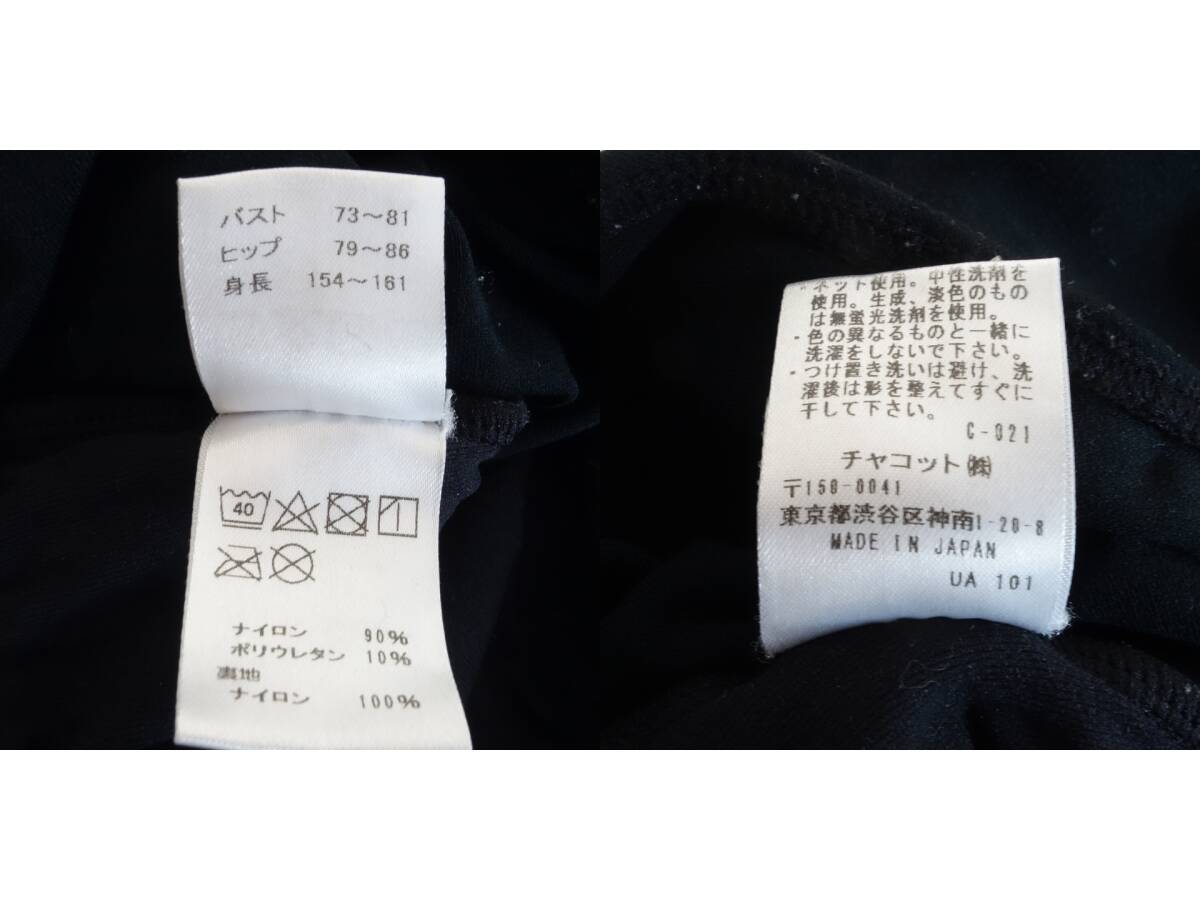 バスト 73～81
ヒップ 79～86
身長 154～161
40
ナイロン 90%
ポリウレタン 10%
裏地
ナイロン 100%
・ネット使用。中性洗剤を
使用。生成、淡色のもの
は無蛍光洗剤を使用。
・色の異なるものと一緒に
洗濯をしないで下さい。
・つけ置き洗いは避け、洗
濯後は形を整えてすぐに
干して下さい。
C-021
チャコット㈱
〒150-0041
東京都渋谷区神南1-20-8
MADE IN JAPAN
UA 101